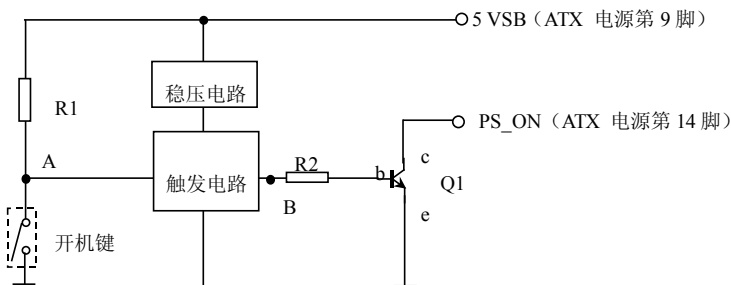 5 VSB（ATX 电源第 9 脚）
稳压电路
R1
PS_ON（ATX 电源第 14 脚）
A
触发电路
R2
b
c
Q1
B
e
开机键